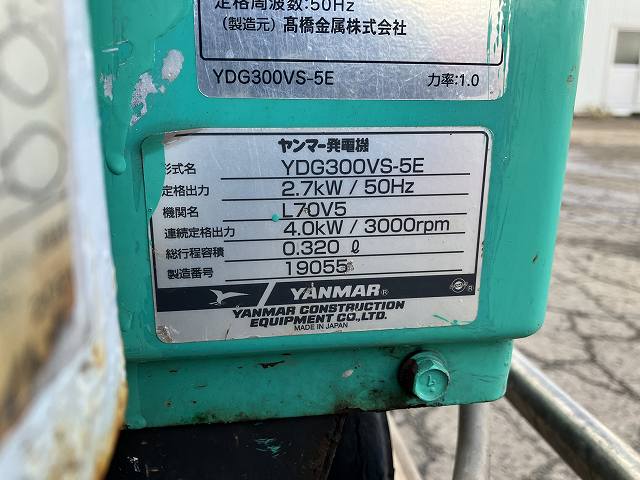 定格周波数:50Hz
(製造元) 髙橋金属株式会社
YDG300VS-5E 力率:1.0
ヤンマー発電機
形式名 YDG300VS-5E
定格出力 2.7kW / 50Hz
機関名 L70V5
連続定格出力 4.0kW / 3000rpm
総行程容積 0.320 ℓ
製造番号 19055
YANMAR®
YANMAR CONSTRUCTION
EQUIPMENT CO.,LTD.
MADE IN JAPAN